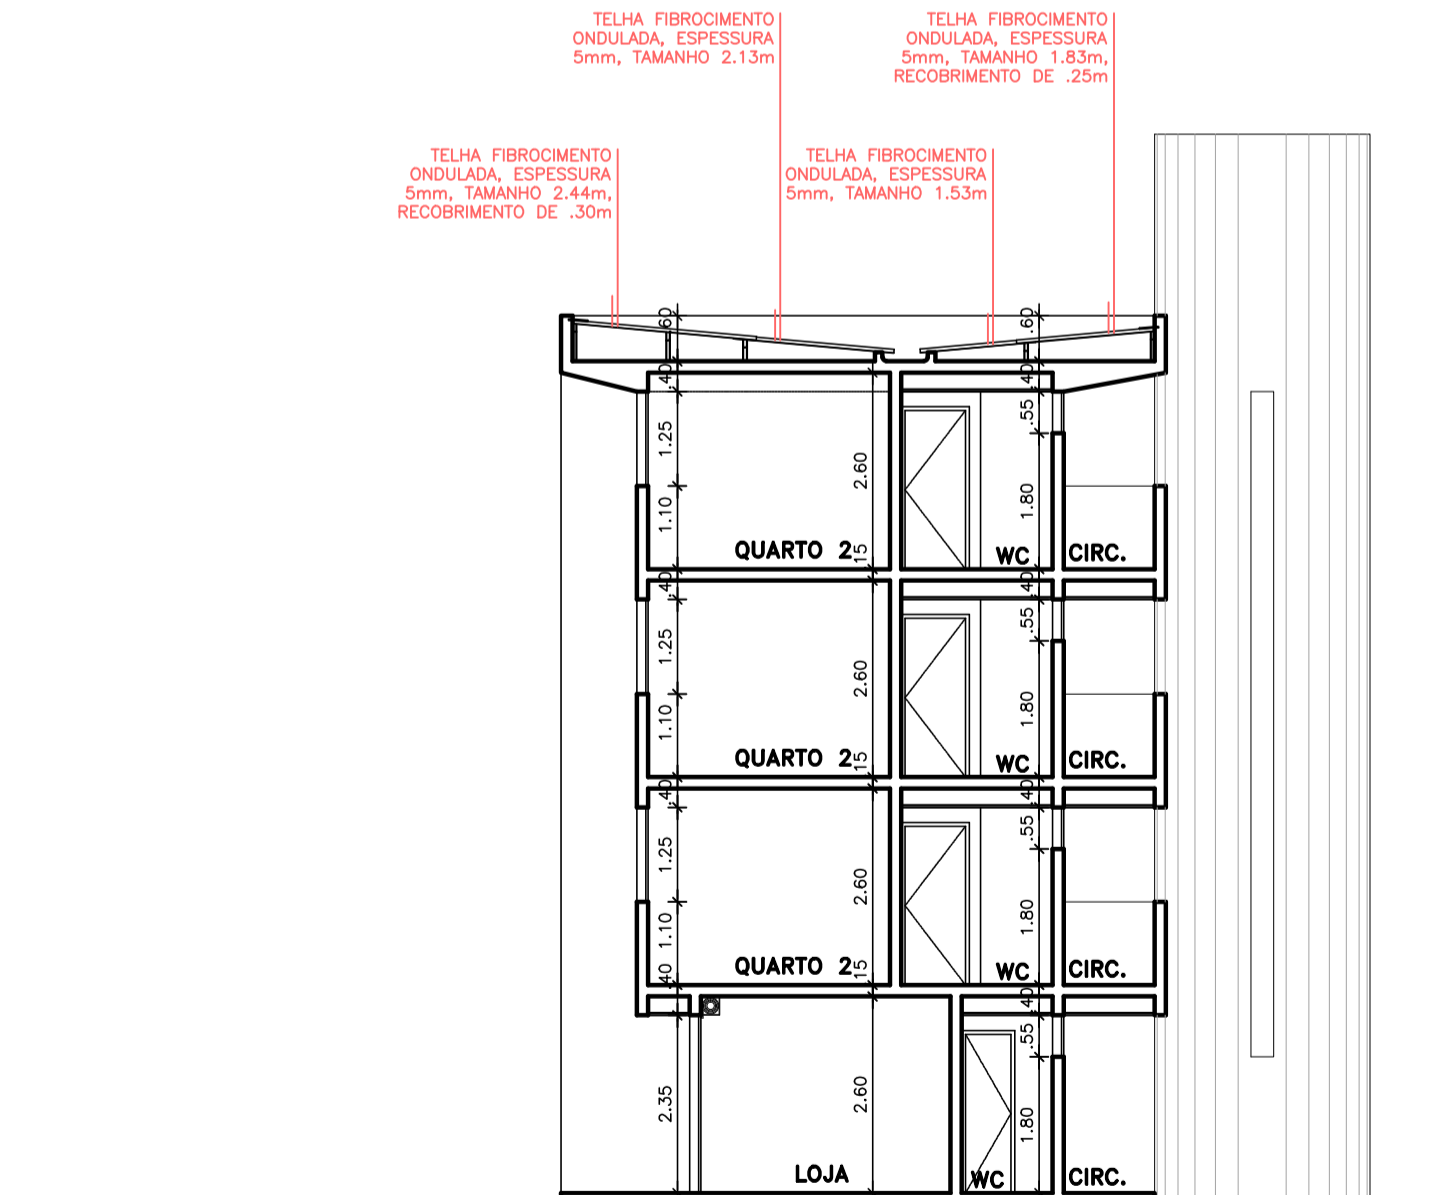 TELHA FIBROCIMENTO
ONDULADA, ESPESSURA
5mm, TAMANHO 2.13m
TELHA FIBROCIMENTO
ONDULADA, ESPESSURA
5mm, TAMANHO 1.83m,
RECOBRIMENTO DE .25m
TELHA FIBROCIMENTO
ONDULADA, ESPESSURA
5mm, TAMANHO 2.44m,
RECOBRIMENTO DE .30m
TELHA FIBROCIMENTO
ONDULADA, ESPESSURA
5mm, TAMANHO 1.53m
.60
.60
.40
.40
1.25
.55
2.60
1.10
1.80
QUARTO 2
.15
WC
CIRC.
.40
.40
1.25
.55
2.60
1.10
1.80
QUARTO 2
.15
WC
CIRC.
.40
.40
1.25
.55
2.60
1.10
1.80
QUARTO 2
.15
WC
CIRC.
.40
.40
.55
2.35
2.60
1.80
LOJA
WC
CIRC.